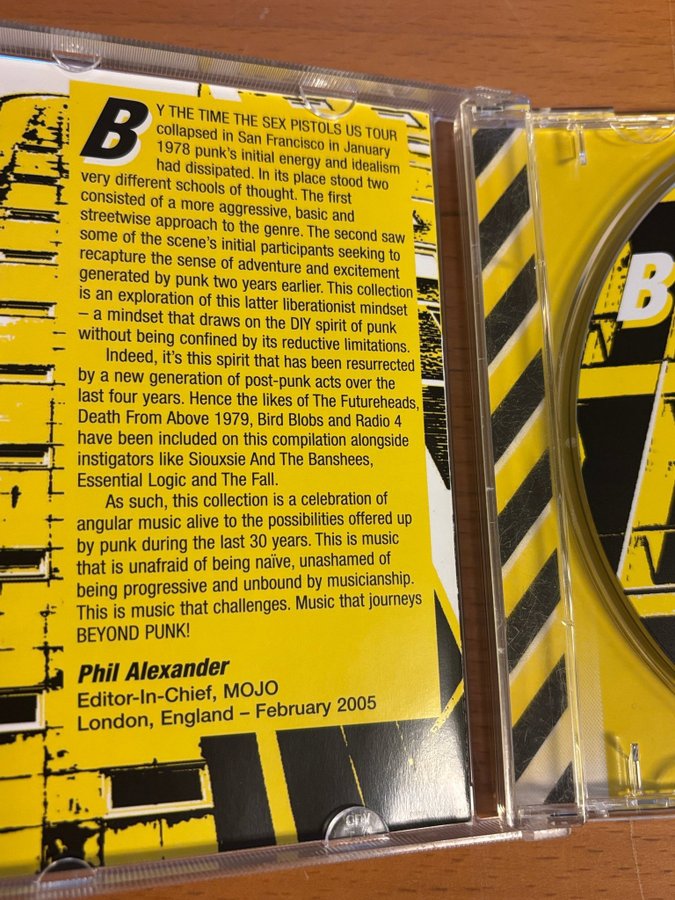 BY THE TIME THE SEX PISTOLS US TOUR
collapsed in San Francisco in January
1978 punk's initial energy and idealism
had dissipated. In its place stood two
very different schools of thought. The first
consisted of a more aggressive, basic and
streetwise approach to the genre. The second saw
some of the scene's initial participants seeking to
recapture the sense of adventure and excitement
generated by punk two years earlier. This collection
is an exploration of this latter liberationist mindset
– a mindset that draws on the DIY spirit of punk
without being confined by its reductive limitations.
Indeed, it's this spirit that has been resurrected
by a new generation of post-punk acts over the
last four years. Hence the likes of The Futureheads,
Death From Above 1979, Bird Blobs and Radio 4
have been included on this compilation alongside
instigators like Siouxsie And The Banshees,
Essential Logic and The Fall.
As such, this collection is a celebration of
angular music alive to the possibilities offered up
by punk during the last 30 years. This is music
that is unafraid of being naïve, unashamed of
being progressive and unbound by musicianship.
This is music that challenges. Music that journeys
BEYOND PUNK!
Phil Alexander
Editor-In-Chief, MOJO
London, England – February 2005
B